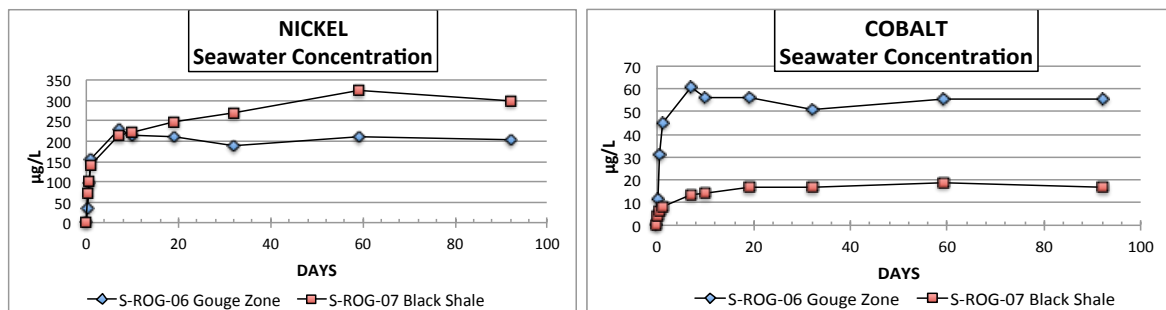 NICKEL
Seawater Concentration
350
300
250
200
150
100
50
0
µg/L
0 20 40 60 80 100
DAYS
S-ROG-06 Gouge Zone S-ROG-07 Black Shale
COBALT
Seawater Concentration
70
60
50
40
30
20
10
0
µg/L
0 20 40 60 80 100
DAYS
S-ROG-06 Gouge Zone S-ROG-07 Black Shale